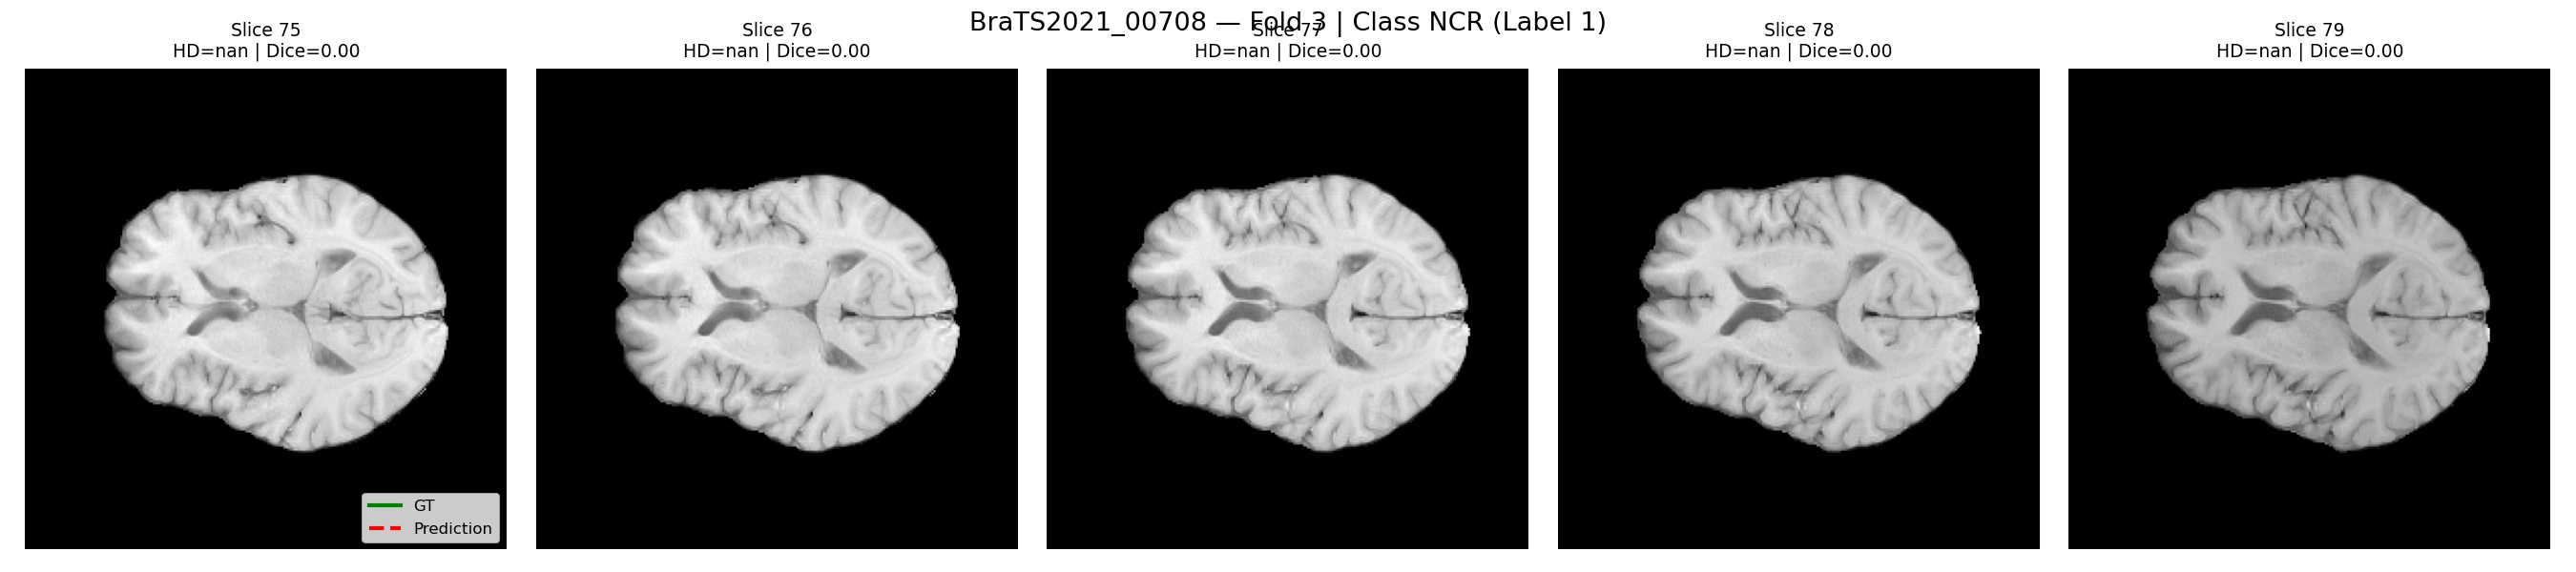 BraTS2021_00708 — Fold 3 | Class NCR (Label 1)
Slice 75
HD=nan | Dice=0.00
Slice 76
HD=nan | Dice=0.00
Slice 77
HD=nan | Dice=0.00
Slice 78
HD=nan | Dice=0.00
Slice 79
HD=nan | Dice=0.00
GT
Prediction